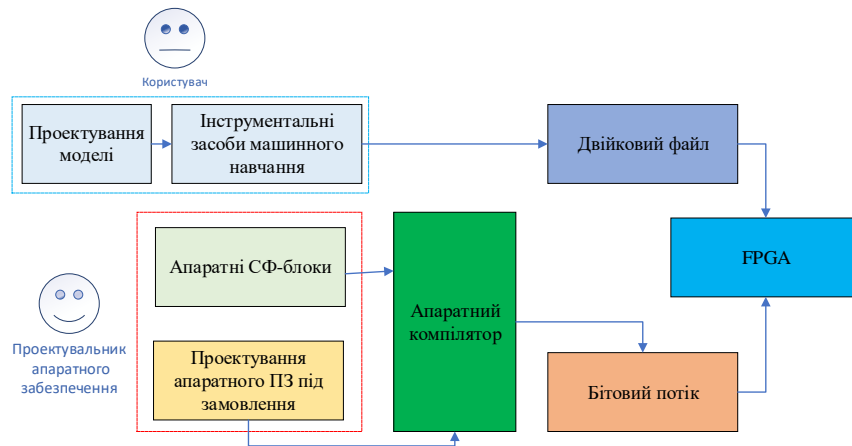 Користувач
Проектування
моделі
Інструментальні
засоби машинного
навчання
Двійковий файл
FPGA
Апаратні СФ-блоки
Апаратний
компілятор
Проектувальник
апаратного
забезпечення
Проектування
апаратного ПЗ під
замовлення
Бітовий потік